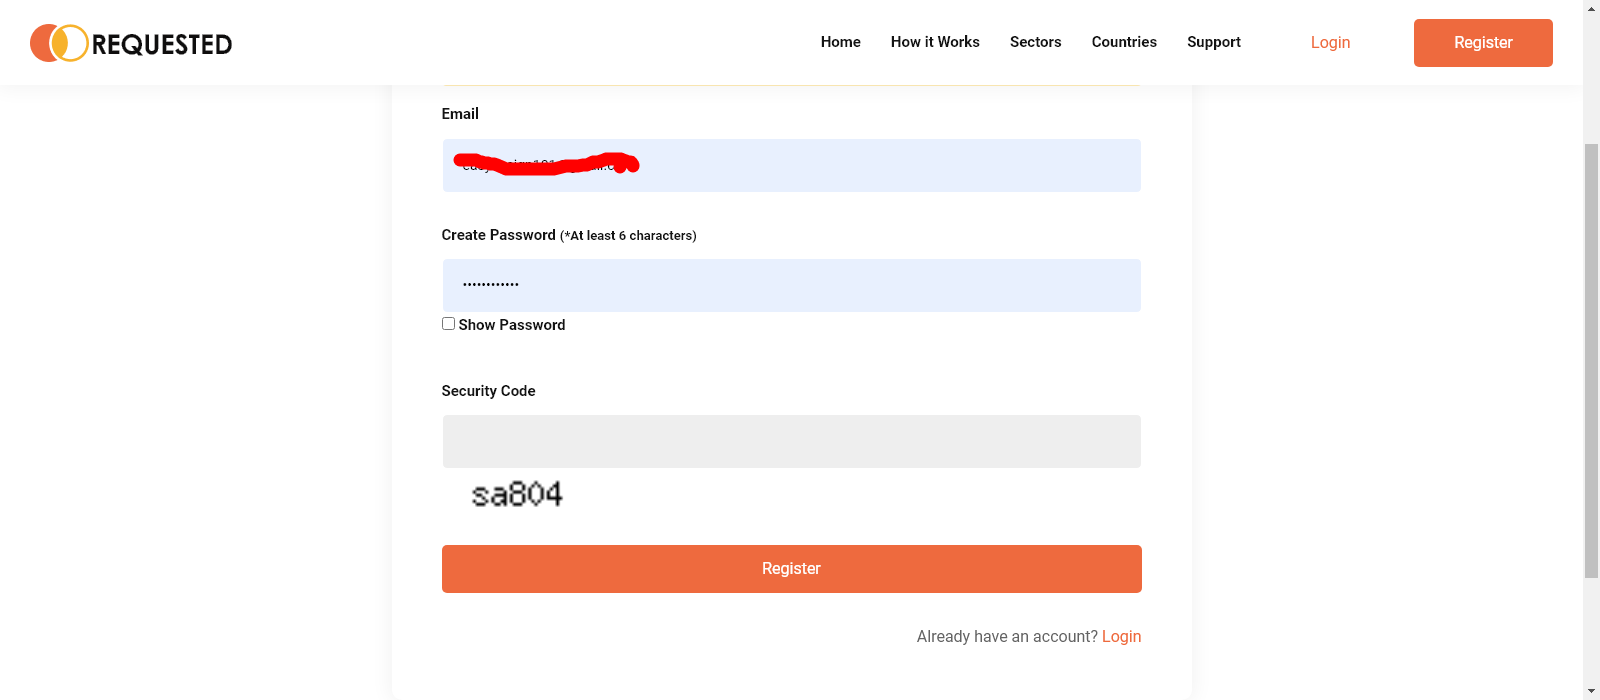 REQUESTED
Home
How it Works
Sectors
Countries
Support
Login
Register
Email
Create Password (*At least 6 characters)
••••••••••••
Show Password
Security Code
sa804
Register
Already have an account? Login